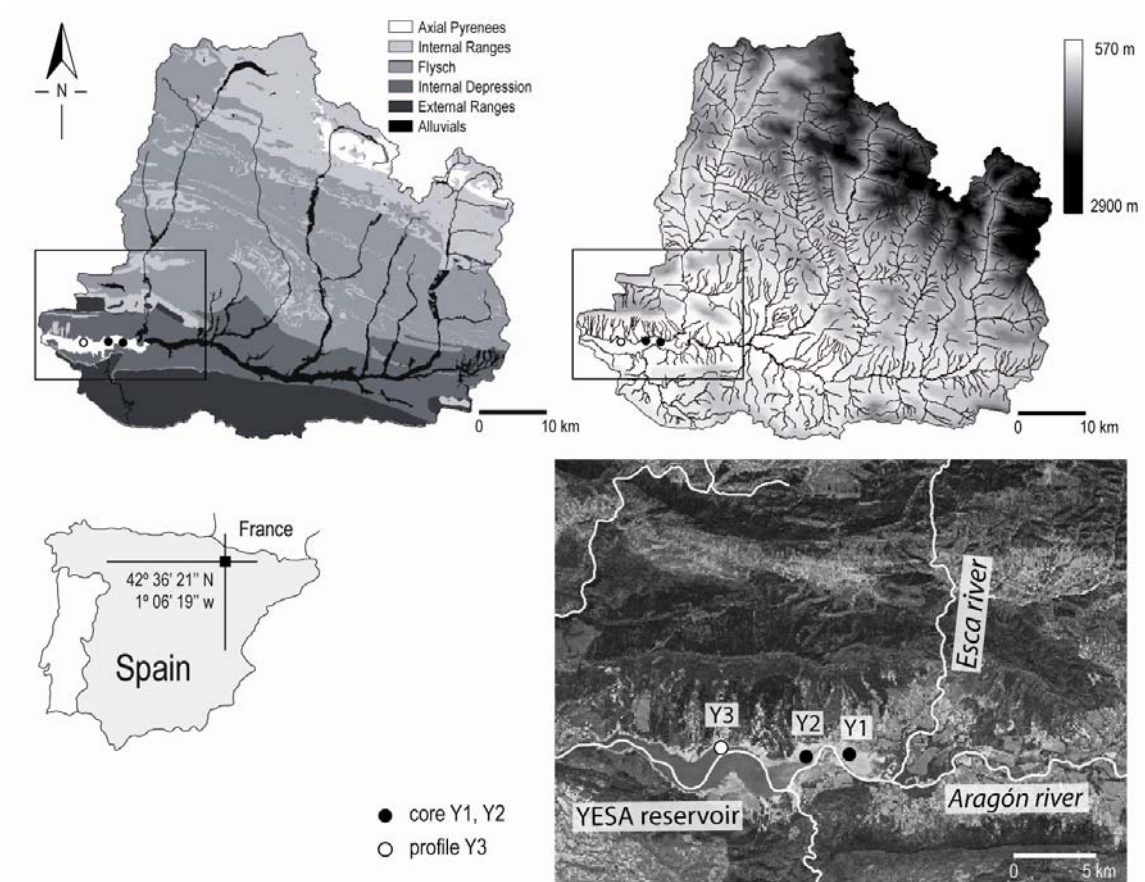 N
Axial Pyrenees
Internal Ranges
Flysch
Internal Depression
External Ranges
Alluvials
0 10 km
570 m
2900 m
0 10 km
France
42º 36' 21" N
1º 06' 19" w
Spain
core Y1, Y2
profile Y3
Esca river
Y3
Y2
Y1
YESA reservoir
Aragón river
0 5 km